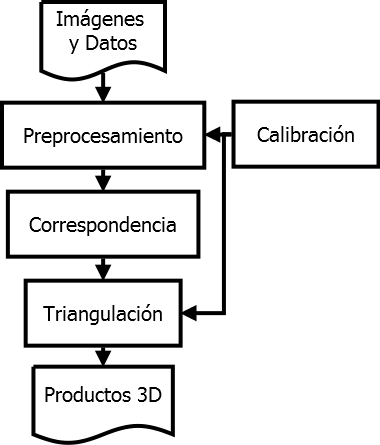 Imágenes
y Datos
Preprocesamiento
Calibración
Correspondencia
Triangulación
Productos 3D